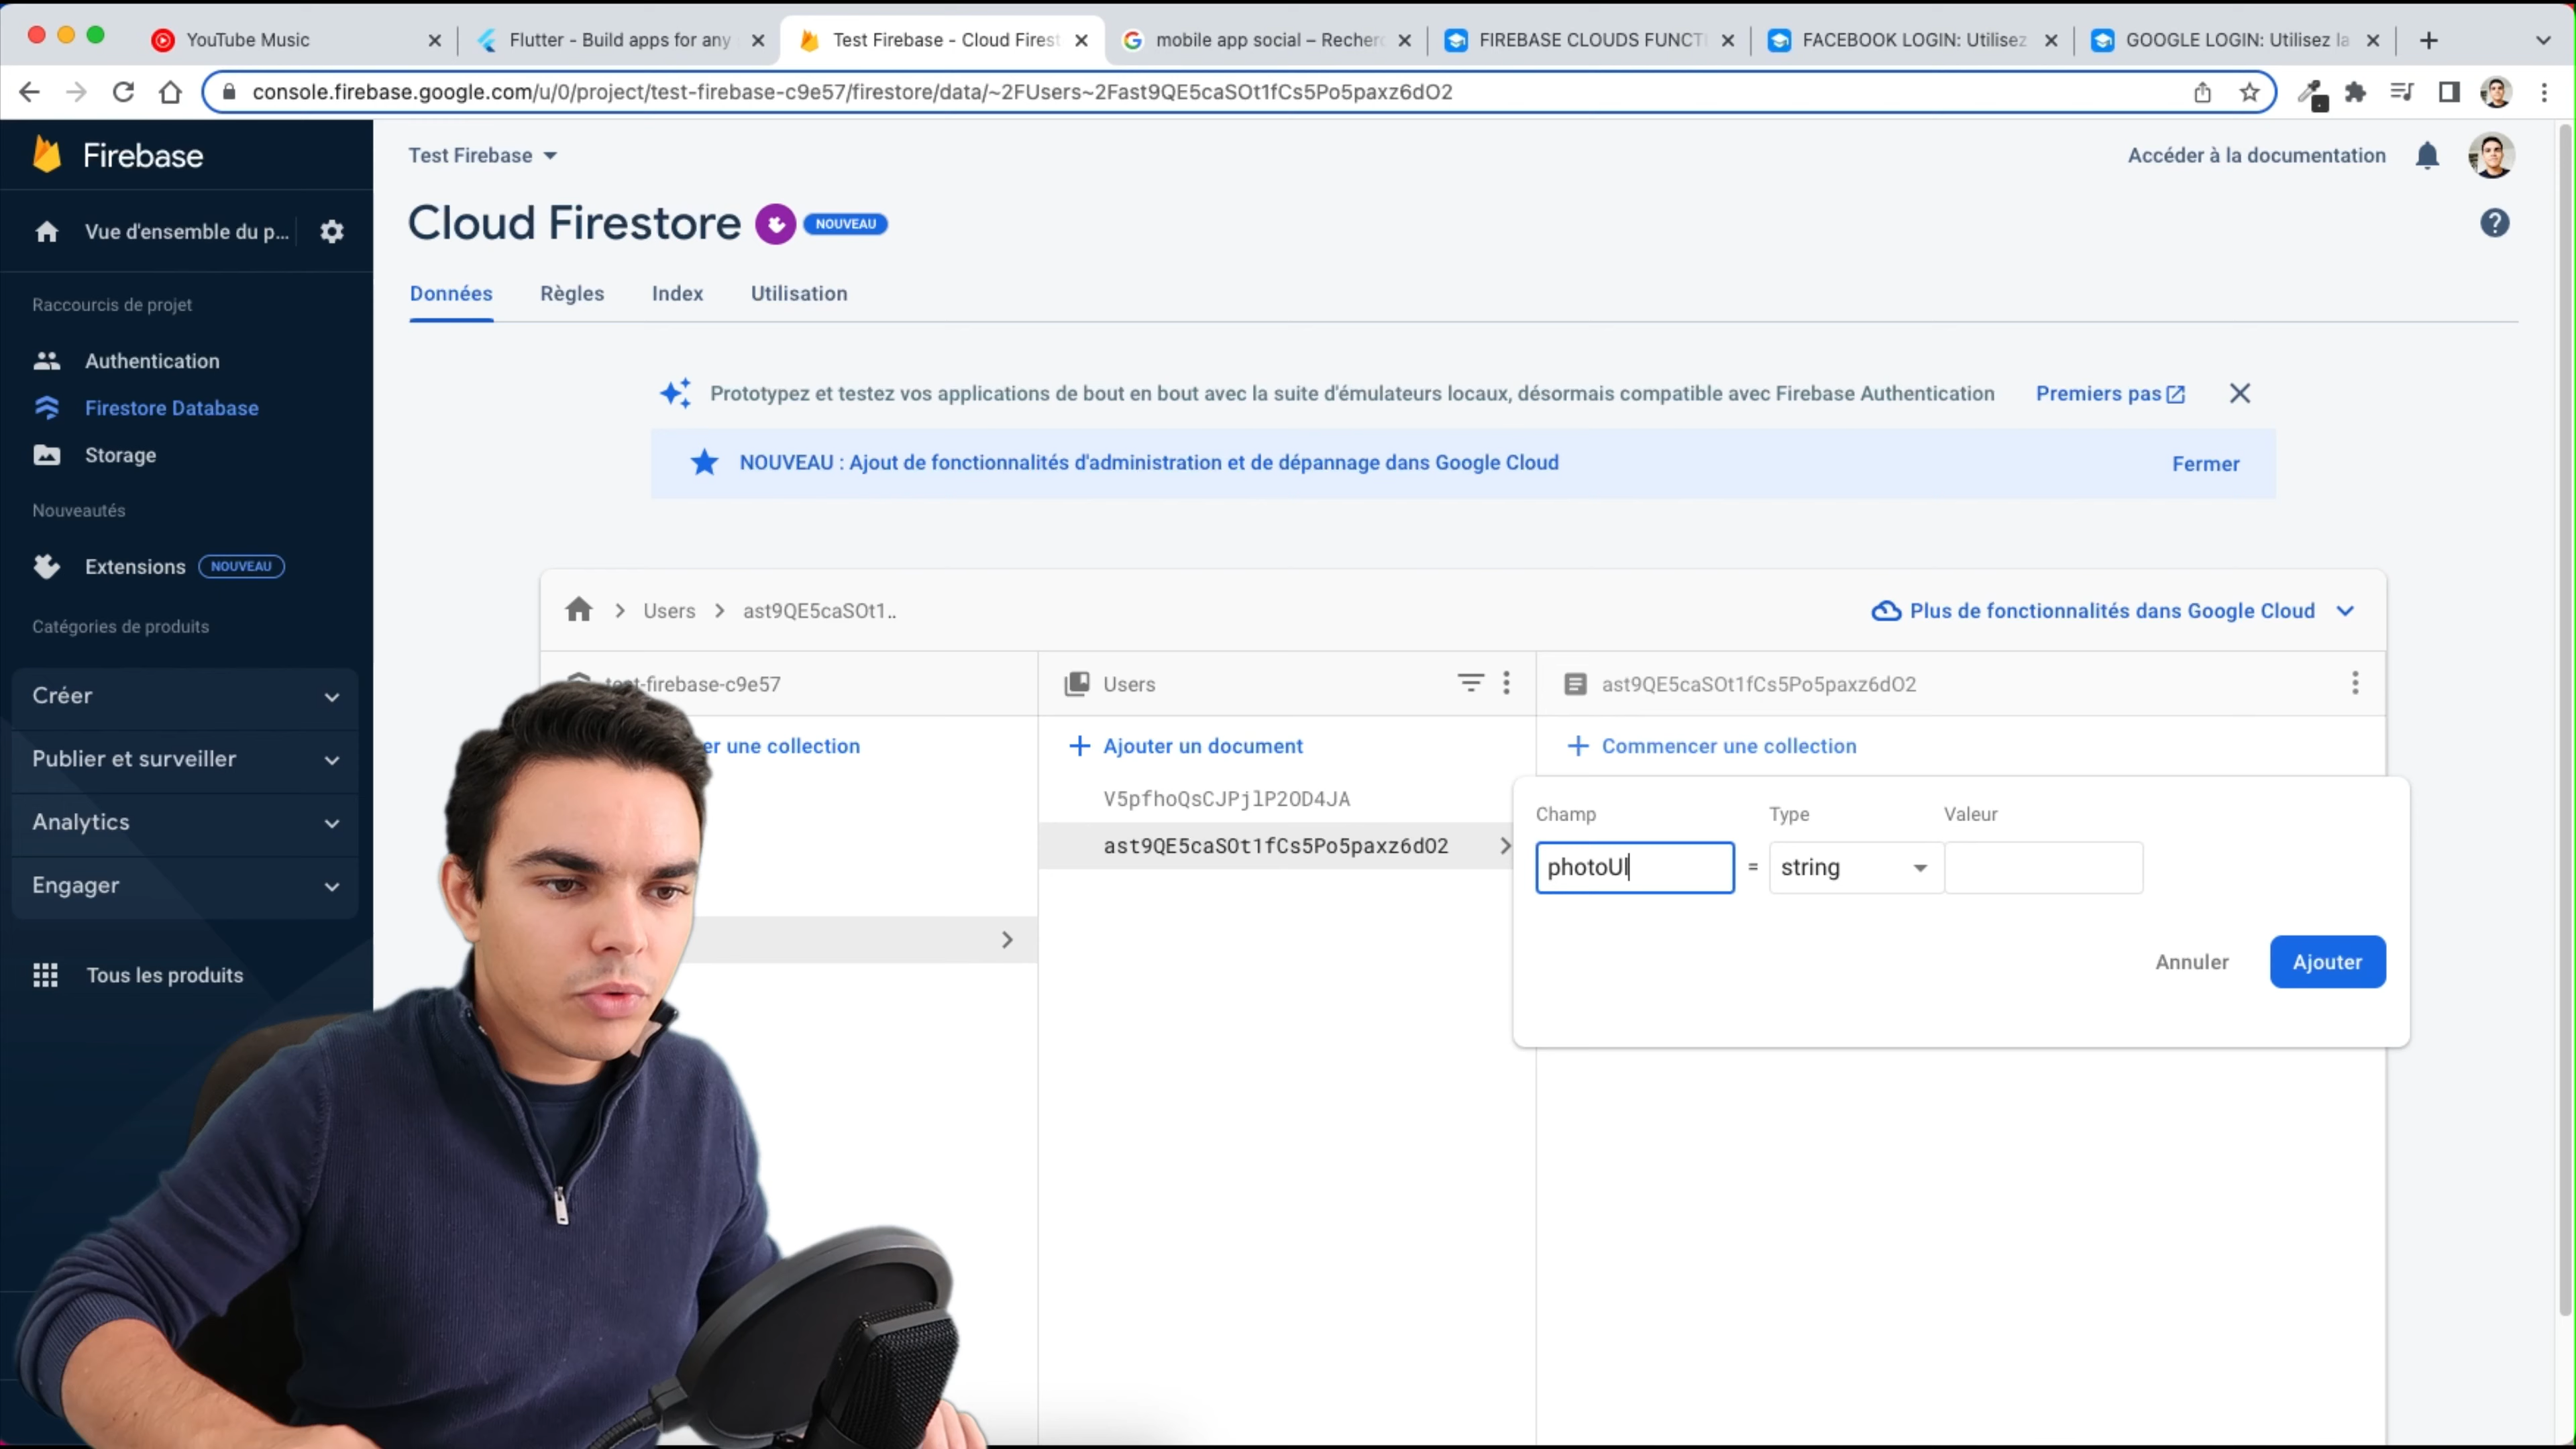 YouTube Music
Flutter - Build apps for any
Test Firebase - Cloud Firest
mobile app social – Recherc
FIREBASE CLOUDS FUNCTI
FACEBOOK LOGIN: Utilisez
GOOGLE LOGIN: Utilisez la
console.firebase.google.com/u/0/project/test-firebase-c9e57/firestore/data/~2FUsers~2Fast9QE5caSOt1fCs5Po5paxz6dO2
Firebase
Vue d'ensemble du p...
Raccourcis de projet
Authentication
Firestore Database
Storage
Nouveautés
Extensions NOUVEAU
Catégories de produits
Créer
Publier et surveiller
Analytics
Engager
Tous les produits
Test Firebase
Accéder à la documentation
Cloud Firestore NOUVEAU
Données Règles Index Utilisation
Prototypez et testez vos applications de bout en bout avec la suite d'émulateurs locaux, désormais compatible avec Firebase Authentication Premiers pas
NOUVEAU : Ajout de fonctionnalités d'administration et de dépannage dans Google Cloud Fermer
Users > ast9QE5caSOt1..
Plus de fonctionnalités dans Google Cloud
test-firebase-c9e57
er une collection
Users
Ajouter un document
V5pfhoQsCJPjlP2OD4JA
ast9QE5caSOt1fCs5Po5paxz6dO2
ast9QE5caSOt1fCs5Po5paxz6dO2
Commencer une collection
Champ Type Valeur
photoUI = string
Annuler Ajouter